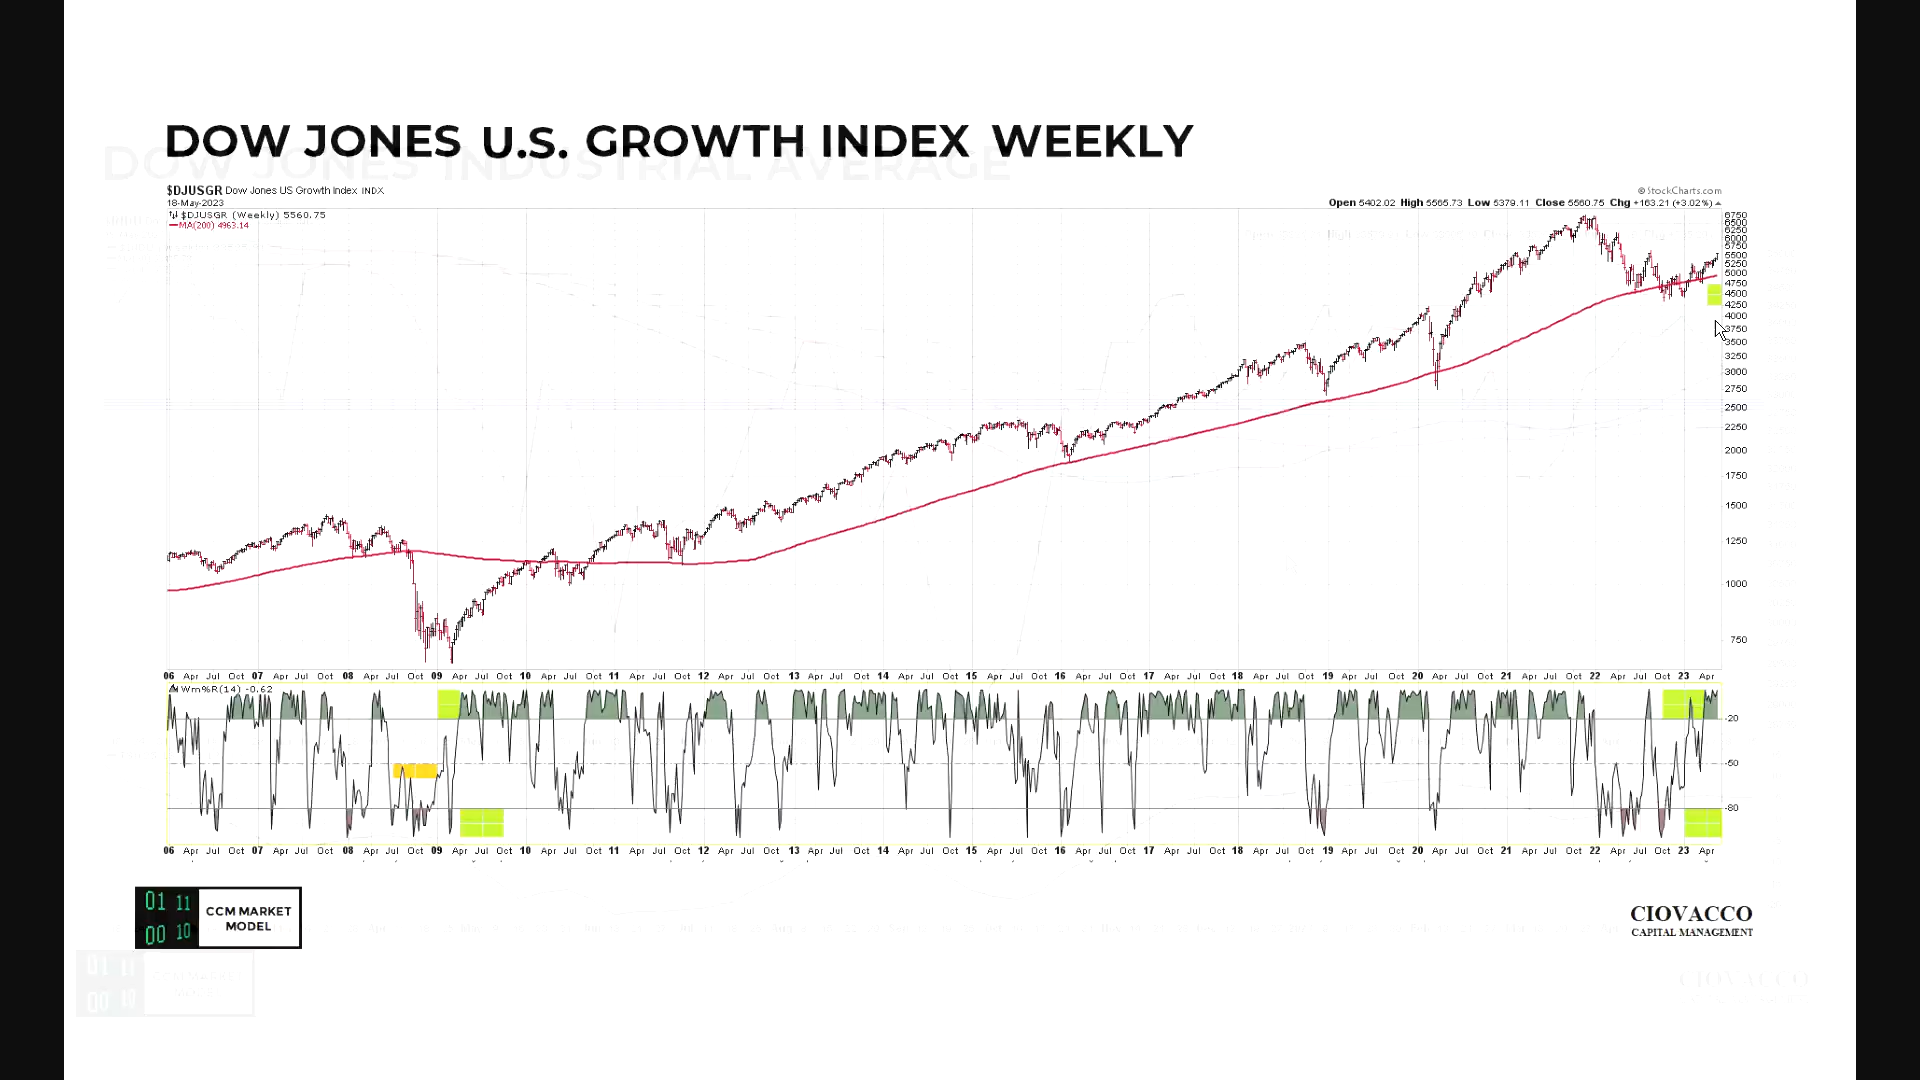 DOW JONES U.S. GROWTH INDEX WEEKLY
DOW JONES INDUSTRIAL AVERAGE
$DJUSGR Dow Jones US Growth Index INDX
© StockCharts.com
18-May-2023
Open 5402.02 High 5565.73 Low 5379.11 Close 5560.75 Chg +163.21 (+3.02%)
$DJUSGR (Weekly) 5560.75
MA(200) 4963.14
6750
6500
6250
6000
5750
5500
5250
5000
4750
4500
4250
4000
3750
3500
3250
3000
2750
2500
2250
2000
1750
1500
1250
1000
750
06 Apr Jul Oct 07 Apr Jul Oct 08 Apr Jul Oct 09 Apr Jul Oct 10 Apr Jul Oct 11 Apr Jul Oct 12 Apr Jul Oct 13 Apr Jul Oct 14 Apr Jul Oct 15 Apr Jul Oct 16 Apr Jul Oct 17 Apr Jul Oct 18 Apr Jul Oct 19 Apr Jul Oct 20 Apr Jul Oct 21 Apr Jul Oct 22 Apr Jul Oct 23 Apr
Wm%R(14) -0.62
-20
-50
-80
06 Apr Jul Oct 07 Apr Jul Oct 08 Apr Jul Oct 09 Apr Jul Oct 10 Apr Jul Oct 11 Apr Jul Oct 12 Apr Jul Oct 13 Apr Jul Oct 14 Apr Jul Oct 15 Apr Jul Oct 16 Apr Jul Oct 17 Apr Jul Oct 18 Apr Jul Oct 19 Apr Jul Oct 20 Apr Jul Oct 21 Apr Jul Oct 22 Apr Jul Oct 23 Apr
01 11
00 10
CCM MARKET
MODEL
CIOVACCO
CAPITAL MANAGEMENT